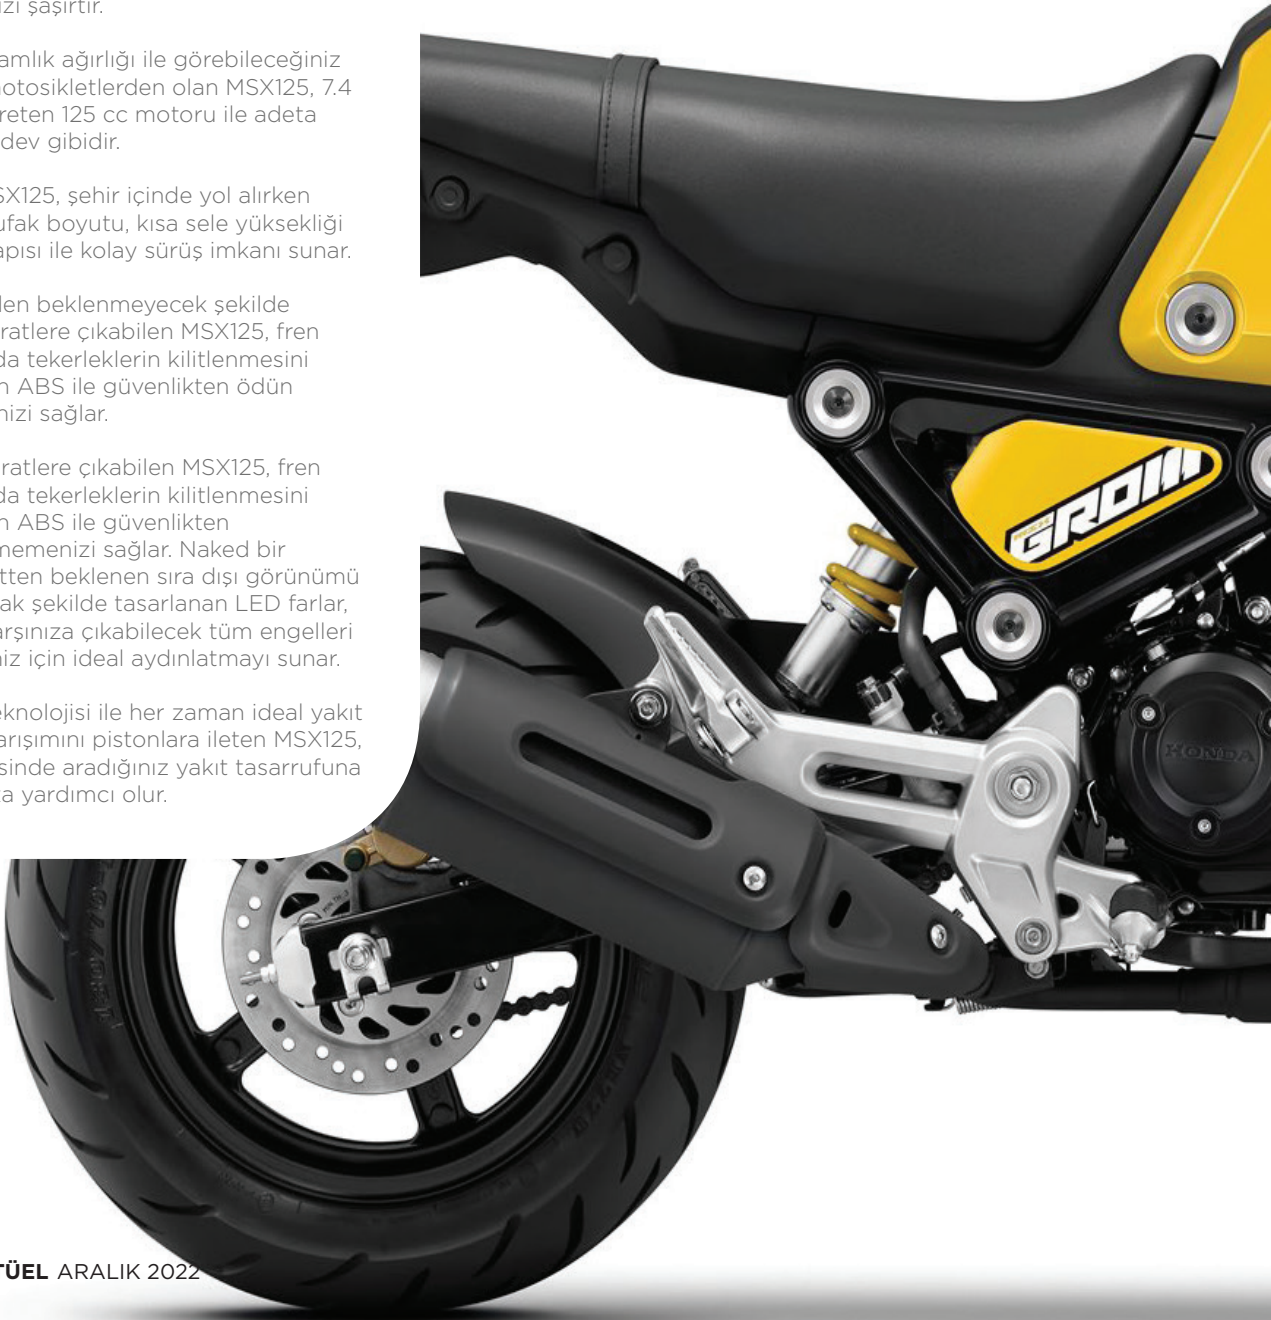 izi şaşırtır.
amlık ağırlığı ile görebileceğiniz
otosikletlerden olan MSX125, 7.4
reten 125 cc motoru ile adeta
dev gibidir.
SX125, şehir içinde yol alırken
ufak boyutu, kısa sele yüksekliği
apısı ile kolay sürüş imkanı sunar.
den beklenmeyecek şekilde
ratlere çıkabilen MSX125, fren
da tekerleklerin kilitlenmesini
n ABS ile güvenlikten ödün
nizi sağlar.
ratlere çıkabilen MSX125, fren
da tekerleklerin kilitlenmesini
n ABS ile güvenlikten
memenizi sağlar. Naked bir
tten beklenen sıra dışı görünümü
ak şekilde tasarlanan LED farlar,
arşınıza çıkabilecek tüm engelleri
niz için ideal aydınlatmayı sunar.
eknolojisi ile her zaman ideal yakıt
arışımını pistonlara ileten MSX125,
sinde aradığınız yakıt tasarrufuna
a yardımcı olur.
GROM
HONDA
TÜEL ARALIK 2022